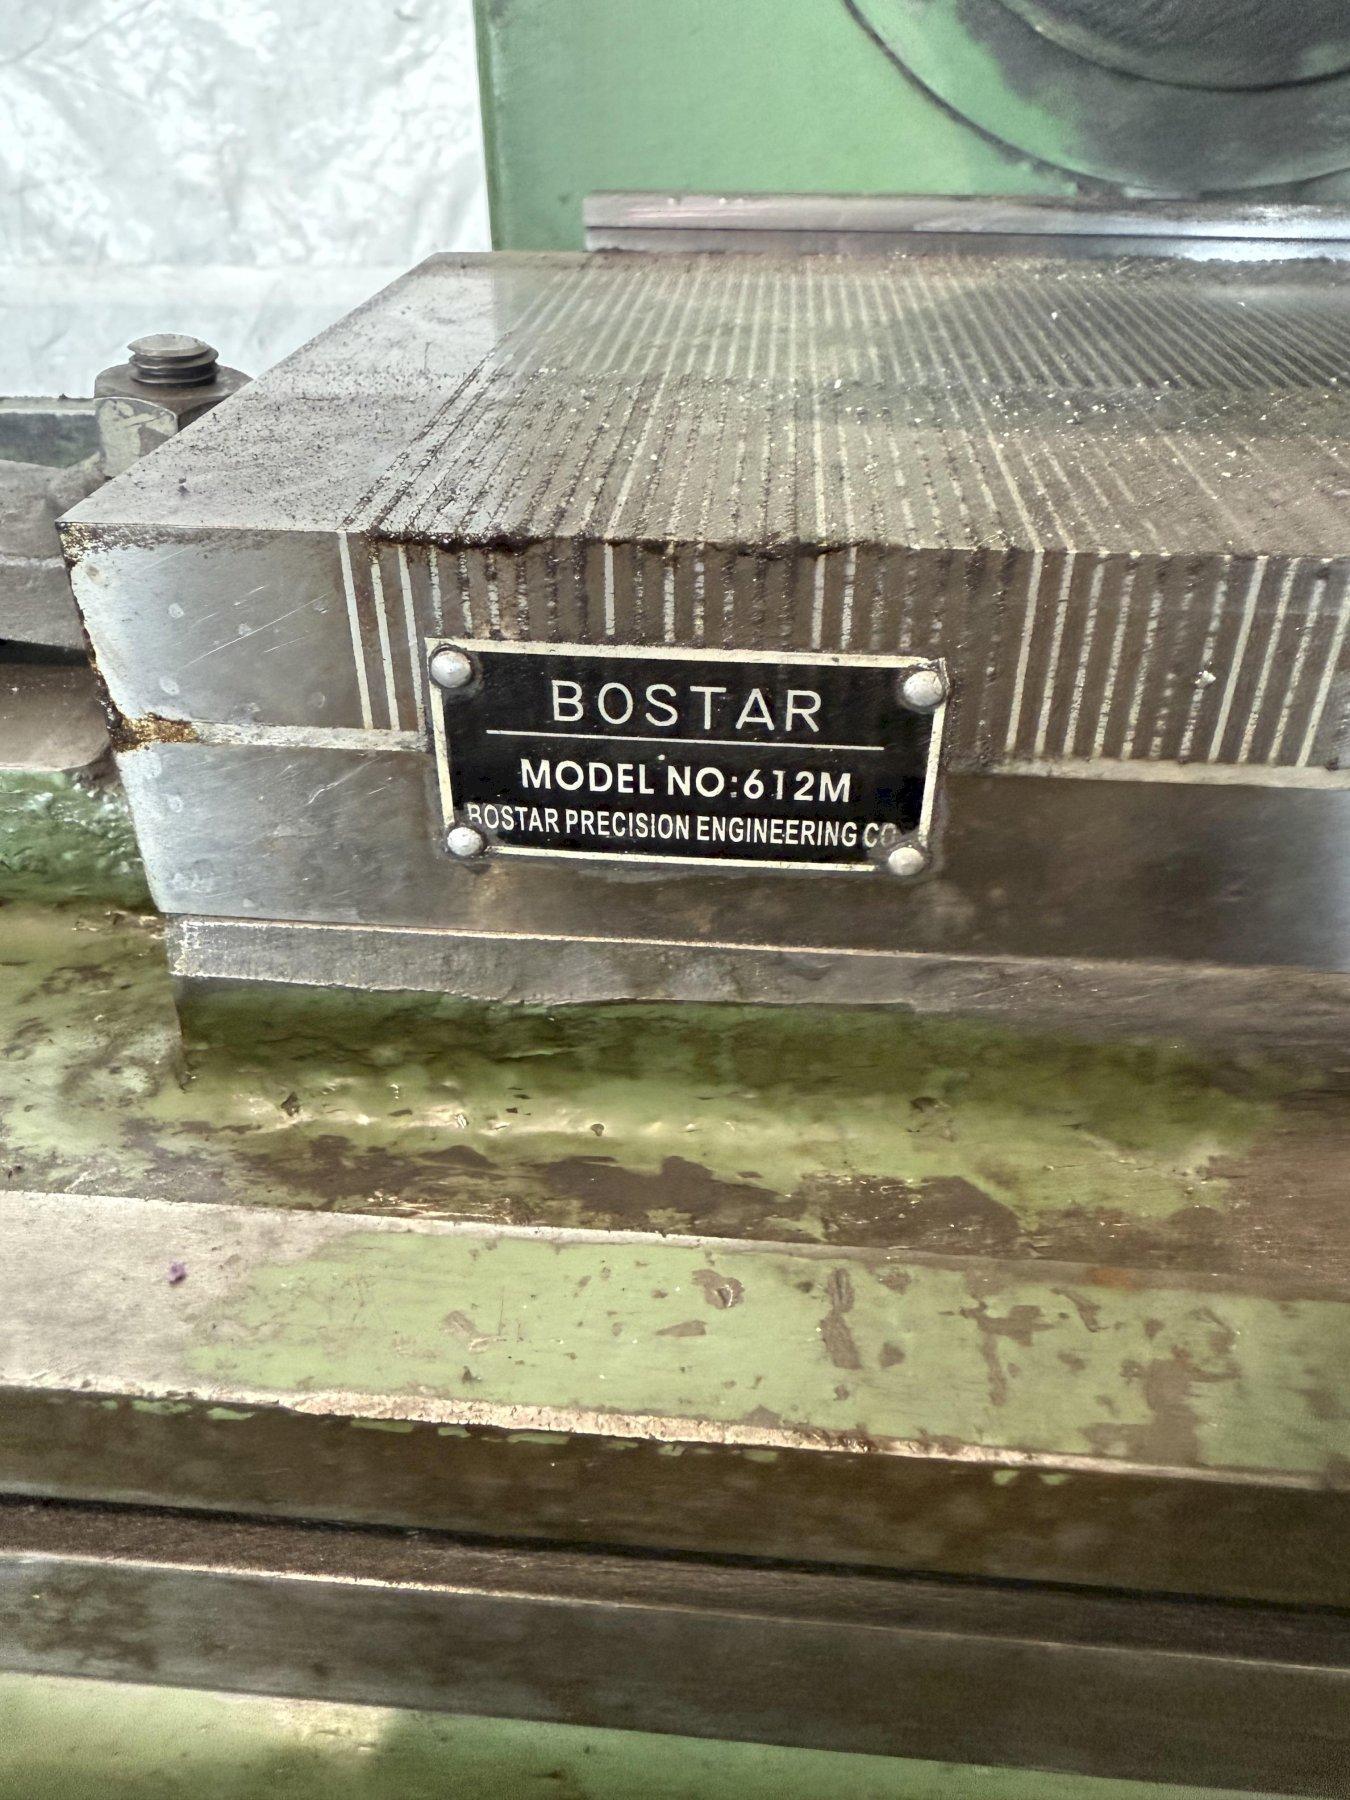 BOSTAR
MODEL NO:612M
BOSTAR PRECISION ENGINEERING CO